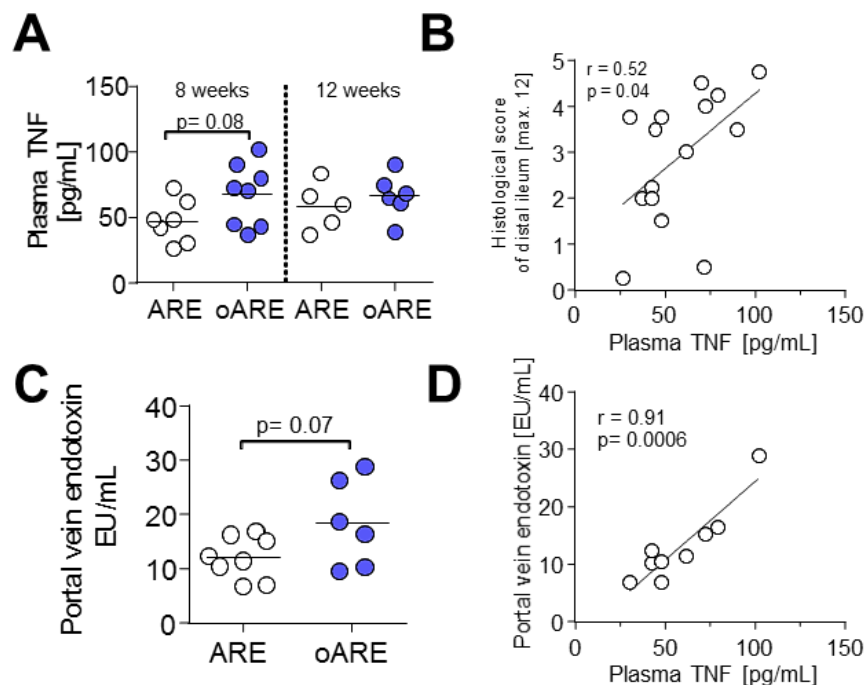 A
Plasma TNF
[pg/mL]
150
100
50
0
8 weeks
12 weeks
p= 0.08
ARE
oARE
ARE
oARE
B
Histological score
of distal ileum [max. 12]
5
4
3
2
1
0
r = 0.52
p = 0.04
0
50
100
150
Plasma TNF [pg/mL]
C
Portal vein endotoxin
EU/mL
40
30
20
10
0
p= 0.07
ARE
oARE
D
Portal vein endotoxin [EU/mL]
40
30
20
10
0
r = 0.91
p= 0.0006
0
50
100
150
Plasma TNF [pg/mL]